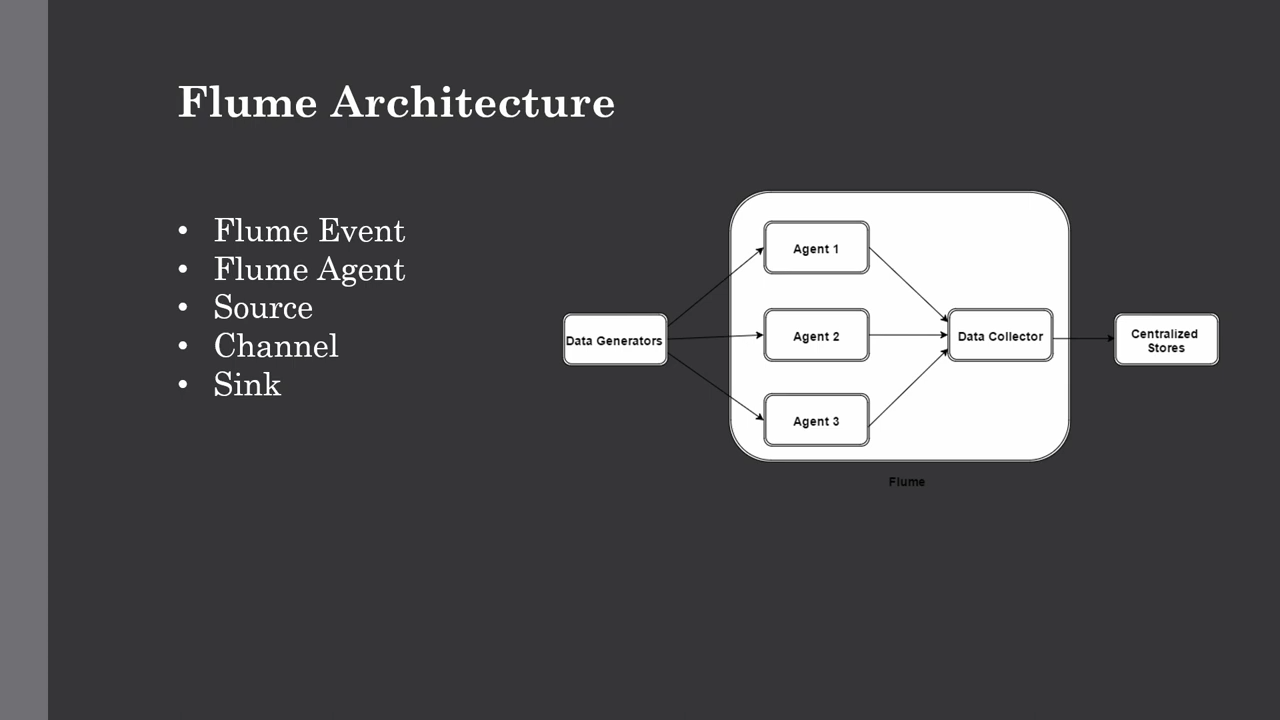 Flume Architecture
• Flume Event
• Flume Agent
• Source
• Channel
• Sink
Data Generators
Agent 1
Agent 2
Agent 3
Data Collector
Centralized
Stores
Flume